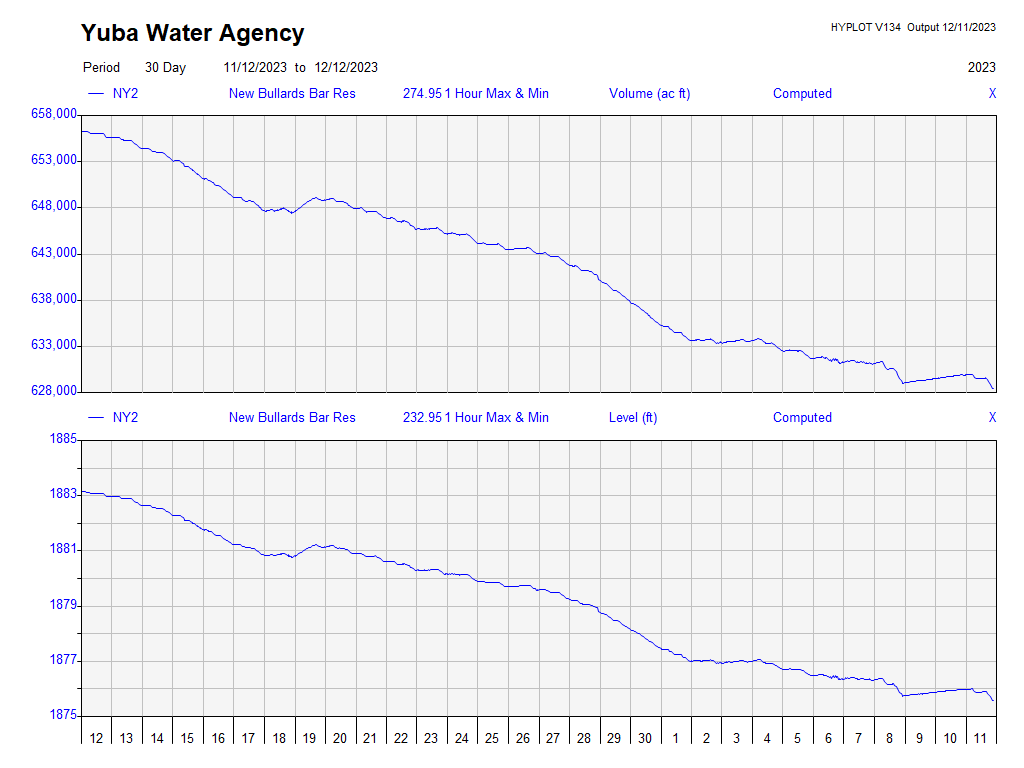 Yuba Water Agency
HYPLOT V134 Output 12/11/2023
Period 30 Day 11/12/2023 to 12/12/2023 2023
NY2 New Bullards Bar Res 274.95 1 Hour Max & Min Volume (ac ft) Computed X
658,000
653,000
648,000
643,000
638,000
633,000
628,000
NY2 New Bullards Bar Res 232.95 1 Hour Max & Min Level (ft) Computed X
1885
1883
1881
1879
1877
1875
12 13 14 15 16 17 18 19 20 21 22 23 24 25 26 27 28 29 30 1 2 3 4 5 6 7 8 9 10 11